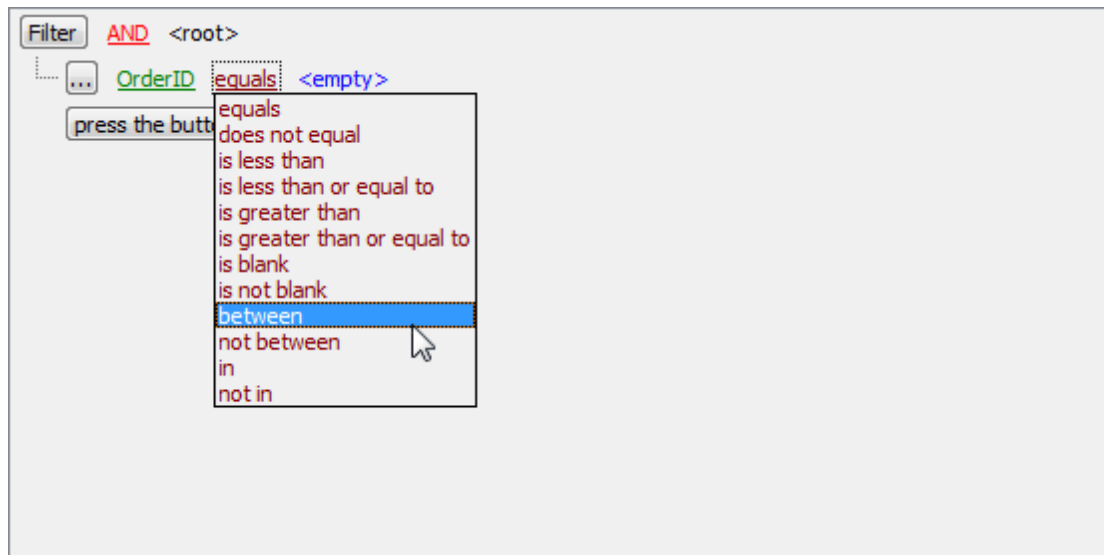 Filter AND <root>
... OrderID equals <empty>
press the butt
equals
does not equal
is less than
is less than or equal to
is greater than
is greater than or equal to
is blank
is not blank
between
not between
in
not in